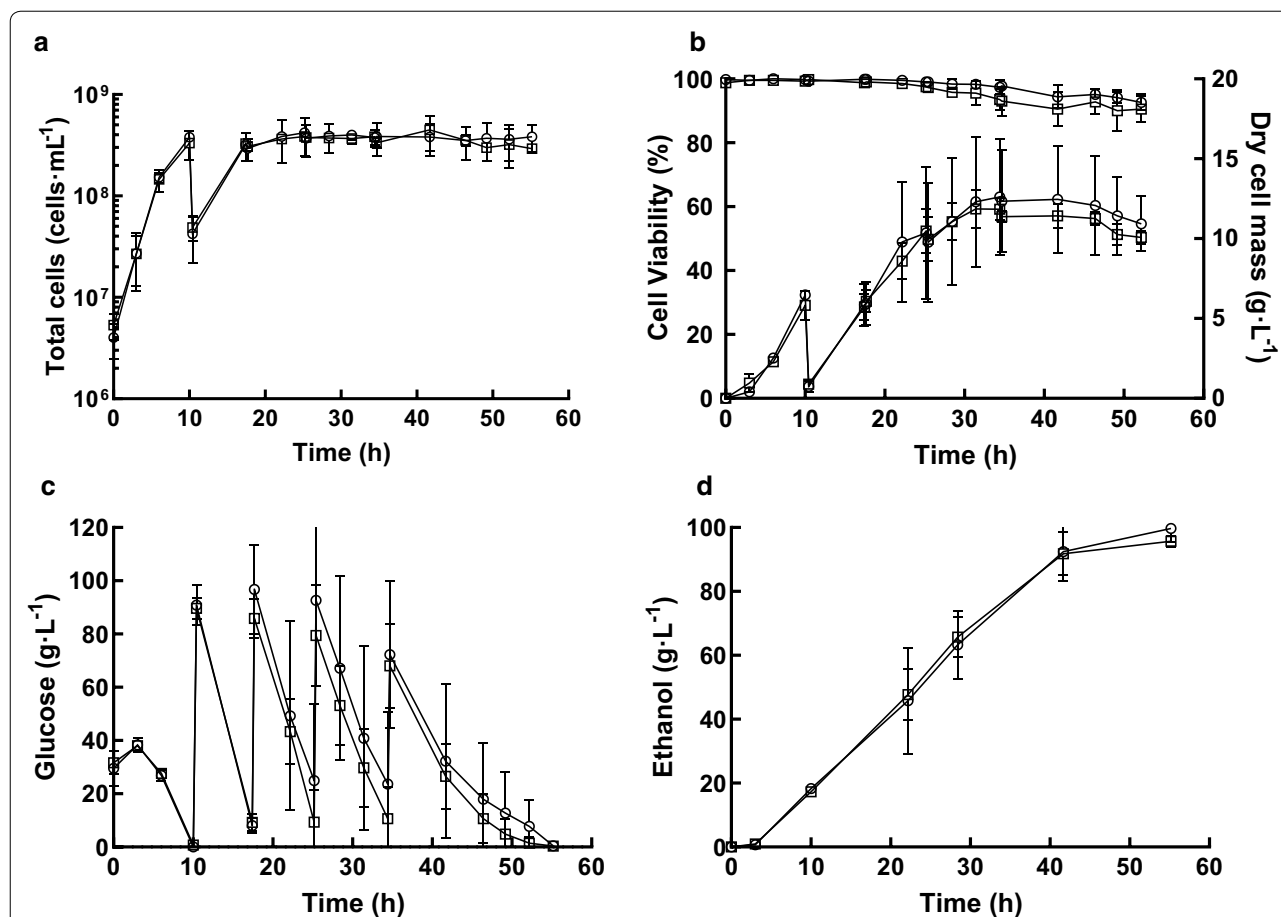 a
Total cells (cells·mL⁻¹)
10⁹
10⁸
10⁷
10⁶
0 10 20 30 40 50 60
Time (h)
b
Cell Viability (%)
100
80
60
40
20
0
20
15
10
5
0
Dry cell mass (g·L⁻¹)
0 10 20 30 40 50 60
Time (h)
c
Glucose (g·L⁻¹)
120
100
80
60
40
20
0
0 10 20 30 40 50 60
Time (h)
d
Ethanol (g·L⁻¹)
100
80
60
40
20
0
0 10 20 30 40 50 60
Time (h)